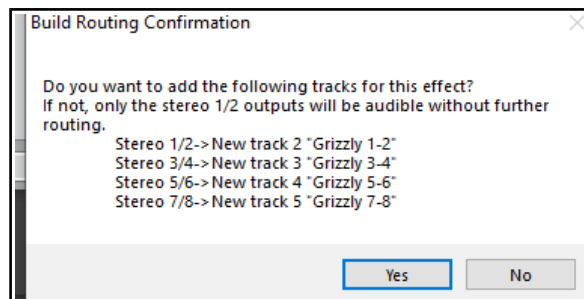 Build Routing Confirmation
Do you want to add the following tracks for this effect?
If not, only the stereo 1/2 outputs will be audible without further
routing.
Stereo 1/2->New track 2 "Grizzly 1-2"
Stereo 3/4->New track 3 "Grizzly 3-4"
Stereo 5/6->New track 4 "Grizzly 5-6"
Stereo 7/8->New track 5 "Grizzly 7-8"
Yes No